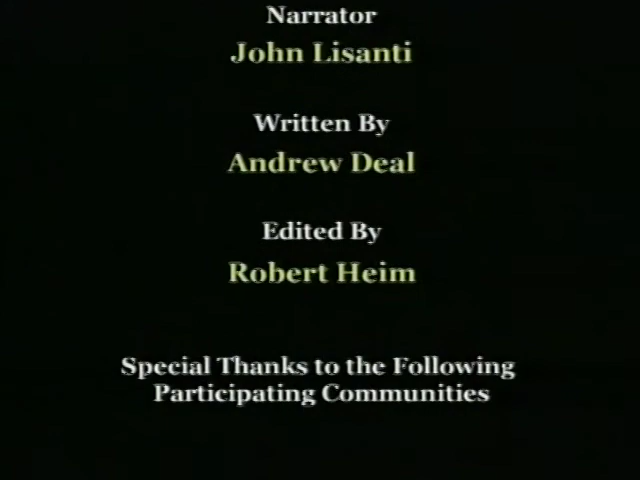 Narrator
John Lisanti
Written By
Andrew Deal
Edited By
Robert Heim
Special Thanks to the Following
Participating Communities